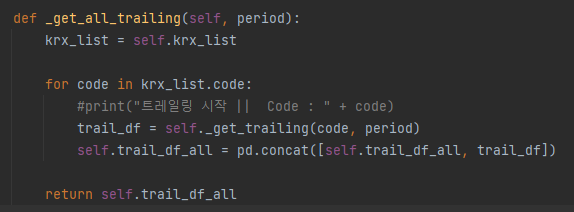 def _get_all_trailing(self, period):
    krx_list = self.krx_list
    for code in krx_list.code:
        #print("트레일링 시작 ||  Code : " + code)
        trail_df = self._get_trailing(code, period)
        self.trail_df_all = pd.concat([self.trail_df_all, trail_df])
    return self.trail_df_all